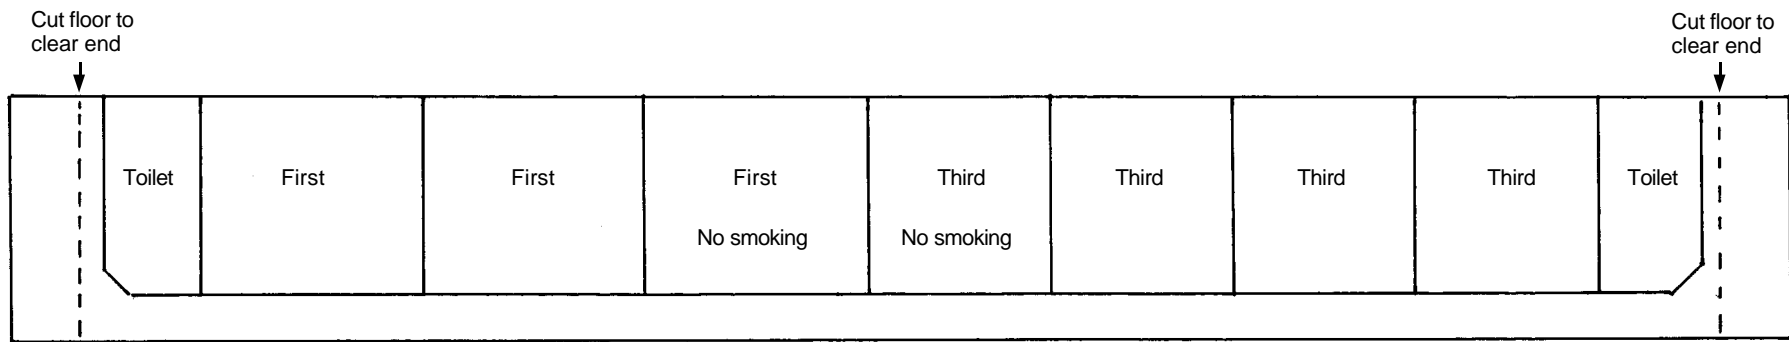 Cut floor to
clear end
Cut floor to
clear end
Toilet
First
First
First
Third
Third
Third
Third
Toilet
No smoking
No smoking